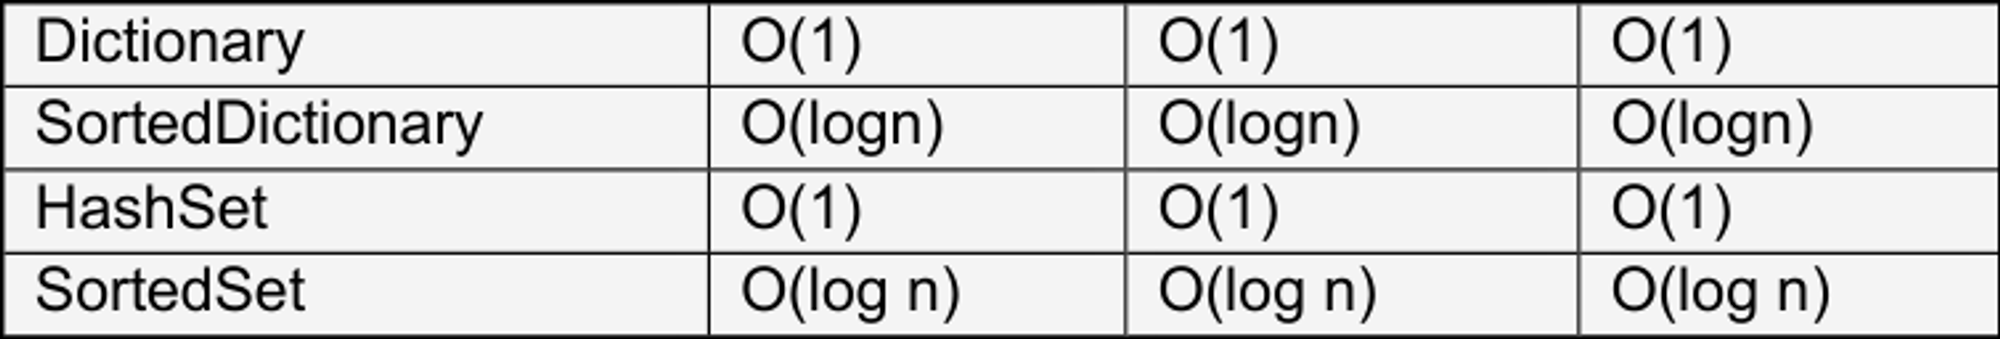 Dictionary O(1) O(1) O(1)
SortedDictionary O(logn) O(logn) O(logn)
HashSet O(1) O(1) O(1)
SortedSet O(log n) O(log n) O(log n)